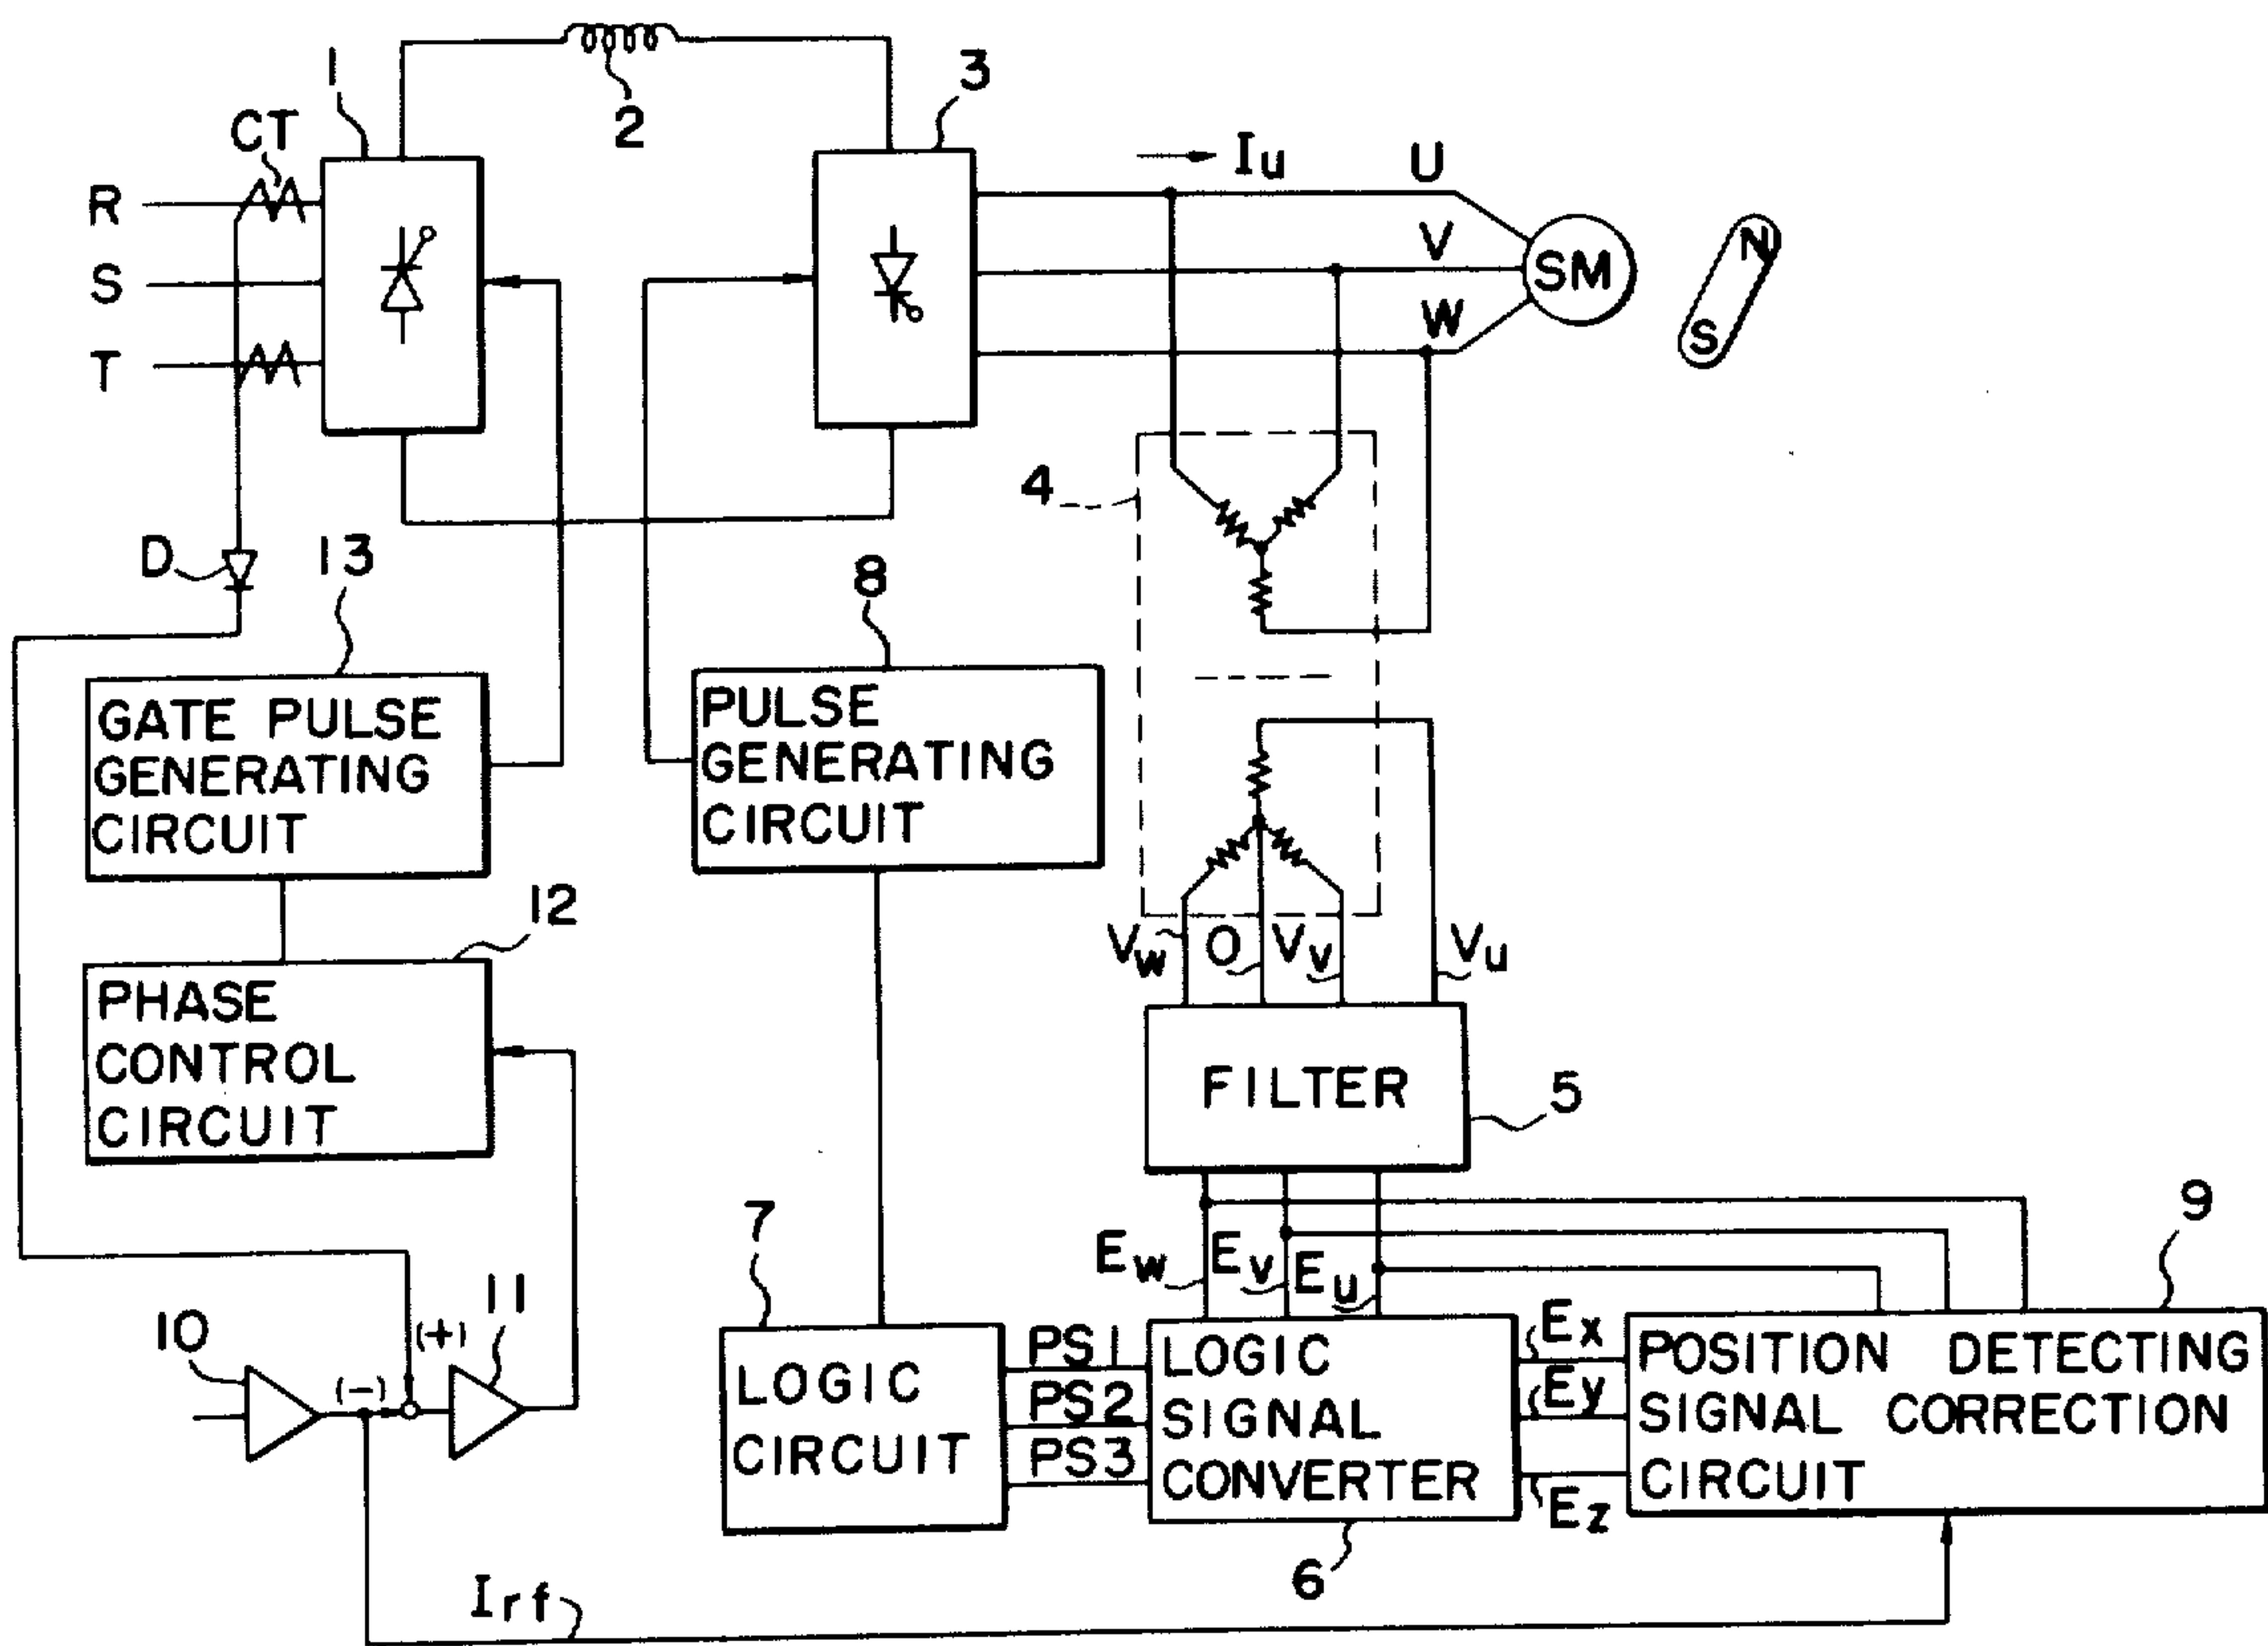 1
2
3
CT
R
S
T
Iu
U
V
W
SM
N
S
4
D
13
8
GATE PULSE
GENERATING
CIRCUIT
PULSE
GENERATING
CIRCUIT
12
PHASE
CONTROL
CIRCUIT
Vw
O
Vv
Vu
FILTER
5
Ew
Ev
Eu
9
7
10
(-)
(+)
11
LOGIC
CIRCUIT
PS1
PS2
PS3
LOGIC
SIGNAL
CONVERTER
6
Ex
Ey
Ez
POSITION DETECTING
SIGNAL CORRECTION
CIRCUIT
Irf